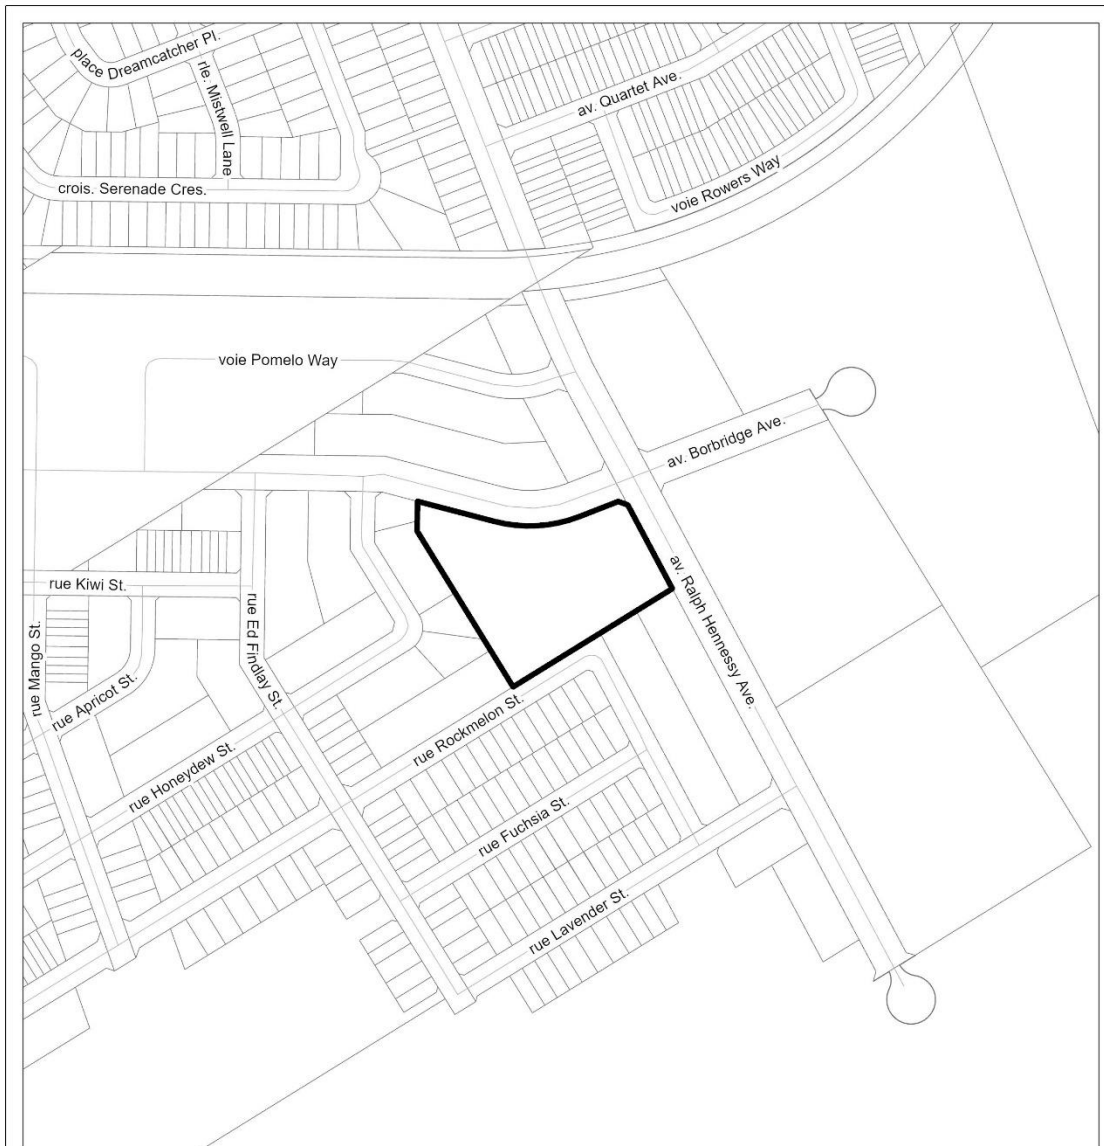 place Dreamcatcher Pl.
rle. Mistwell Lane
av. Quartet Ave.
crois. Serenade Cres.
voie Rowers Way
voie Pomelo Way
av. Borbridge Ave.
rue Kiwi St.
av. Ralph Hennessy Ave.
rue Ed Findlay St.
rue Mango St.
rue Apricot St.
rue Rockmelon St.
rue Honeydew St.
rue Fuchsia St.
rue Lavender St.